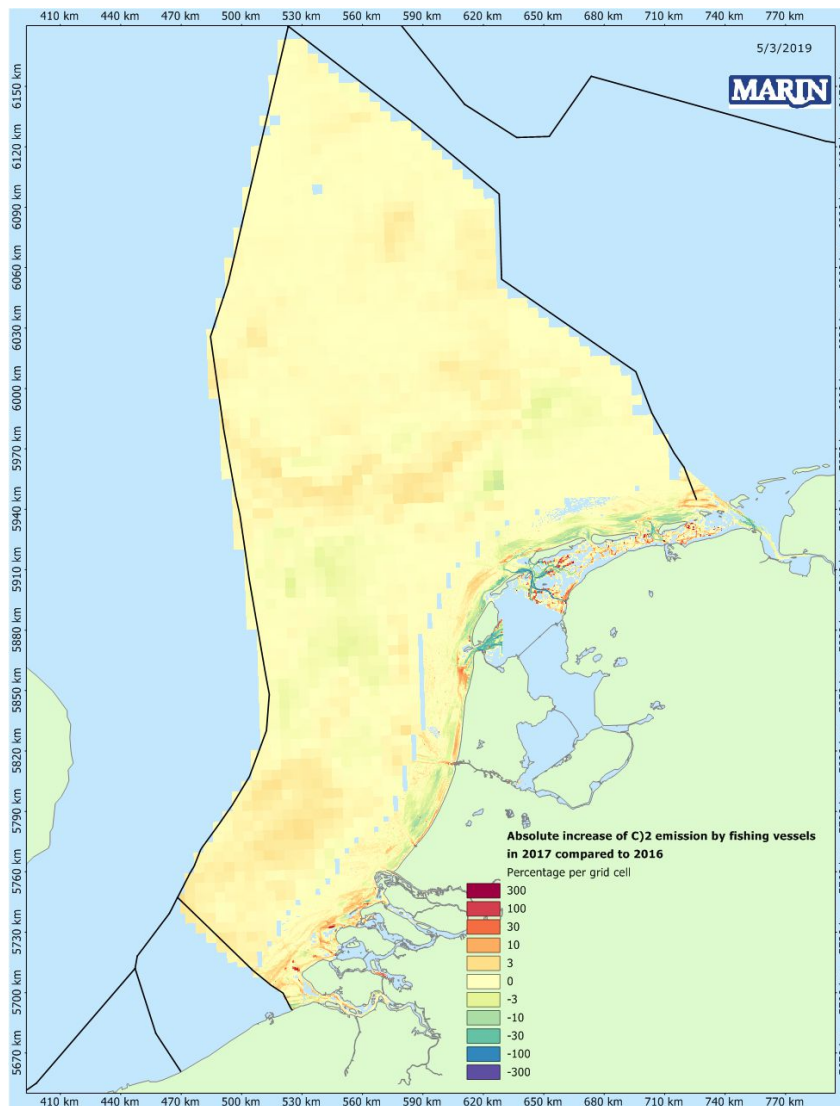 410 km 440 km 470 km 500 km 530 km 560 km 590 km 620 km 650 km 680 km 710 km 740 km 770 km
5/3/2019
MARIN
6150 km
6120 km
6090 km
6060 km
6030 km
6000 km
5970 km
5940 km
5910 km
5880 km
5850 km
5820 km
5790 km
5760 km
5730 km
5700 km
5670 km
Absolute increase of C)2 emission by fishing vessels
in 2017 compared to 2016
Percentage per grid cell
300
100
30
10
3
0
-3
-10
-30
-100
-300
410 km 440 km 470 km 500 km 530 km 560 km 590 km 620 km 650 km 680 km 710 km 740 km 770 km